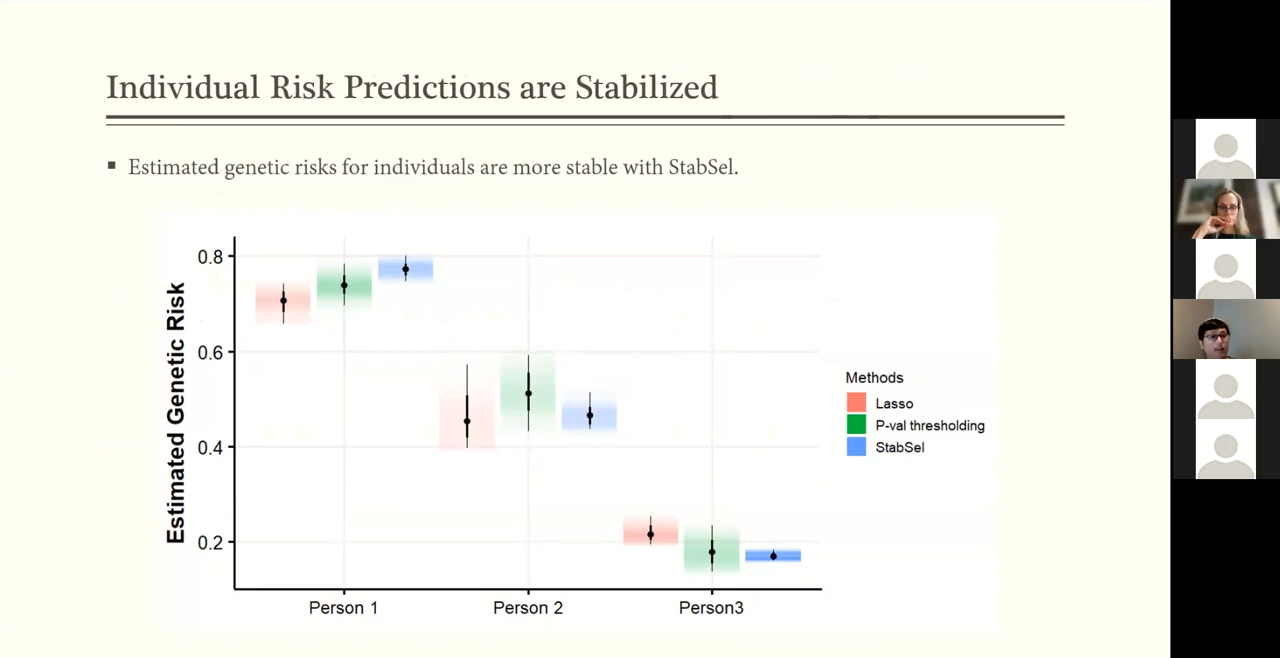 Individual Risk Predictions are Stabilized
▪ Estimated genetic risks for individuals are more stable with StabSel.
Estimated Genetic Risk
0.8
0.6
0.4
0.2
Person 1
Person 2
Person3
Methods
Lasso
P-val thresholding
StabSel